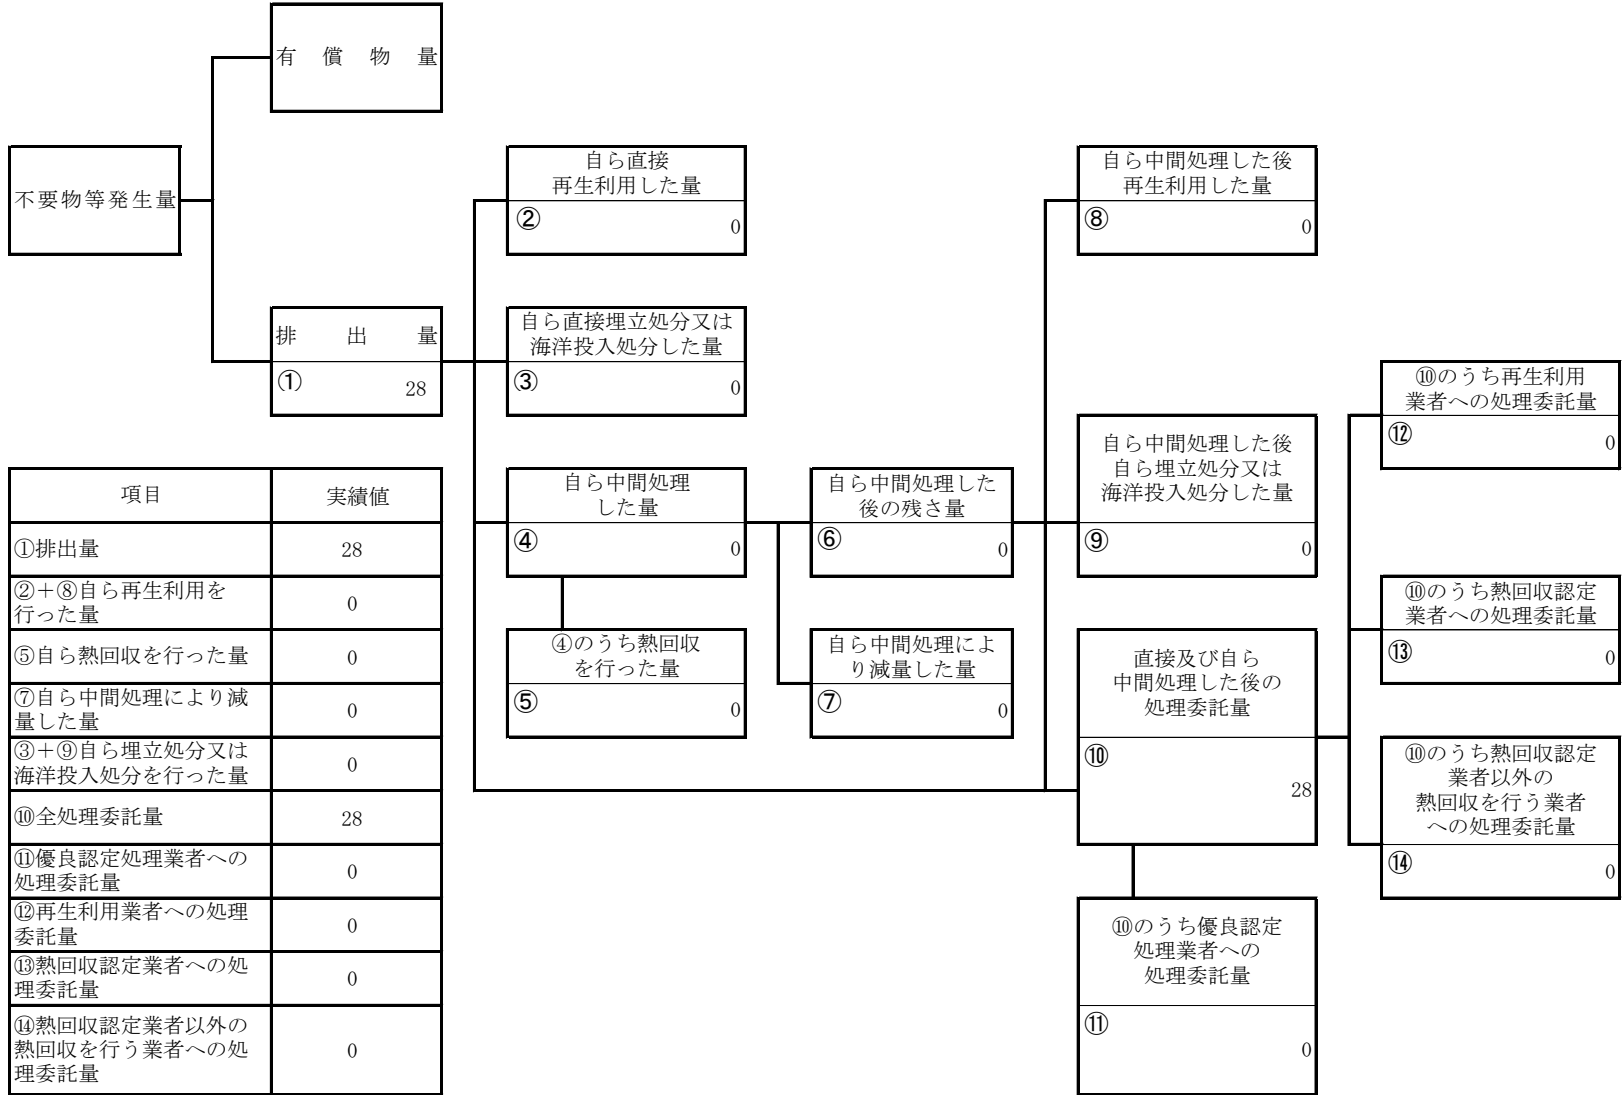 有償物量
不要物等発生量
排出量
①
28
自ら直接
再生利用した量
②
0
自ら直接埋立処分又は
海洋投入処分した量
③
0
自ら中間処理
した量
④
0
④のうち熱回収
を行った量
⑤
0
自ら中間処理した
後の残さ量
⑥
0
自ら中間処理によ
り減量した量
⑦
0
自ら中間処理した後
再生利用した量
⑧
0
自ら中間処理した後
自ら埋立処分又は
海洋投入処分した量
⑨
0
直接及び自ら
中間処理した後の
処理委託量
⑩
28
⑩のうち優良認定
処理業者への
処理委託量
⑪
0
⑩のうち再生利用
業者への処理委託量
⑫
0
⑩のうち熱回収認定
業者への処理委託量
⑬
0
⑩のうち熱回収認定
業者以外の
熱回収を行う業者
への処理委託量
⑭
0
項目 実績値
①排出量 28
②＋⑧自ら再生利用を
行った量 0
⑤自ら熱回収を行った量 0
⑦自ら中間処理により減
量した量 0
③＋⑨自ら埋立処分又は
海洋投入処分を行った量 0
⑩全処理委託量 28
⑪優良認定処理業者への
処理委託量 0
⑫再生利用業者への処理
委託量 0
⑬熱回収認定業者への処
理委託量 0
⑭熱回収認定業者以外の
熱回収を行う業者への処
理委託量 0